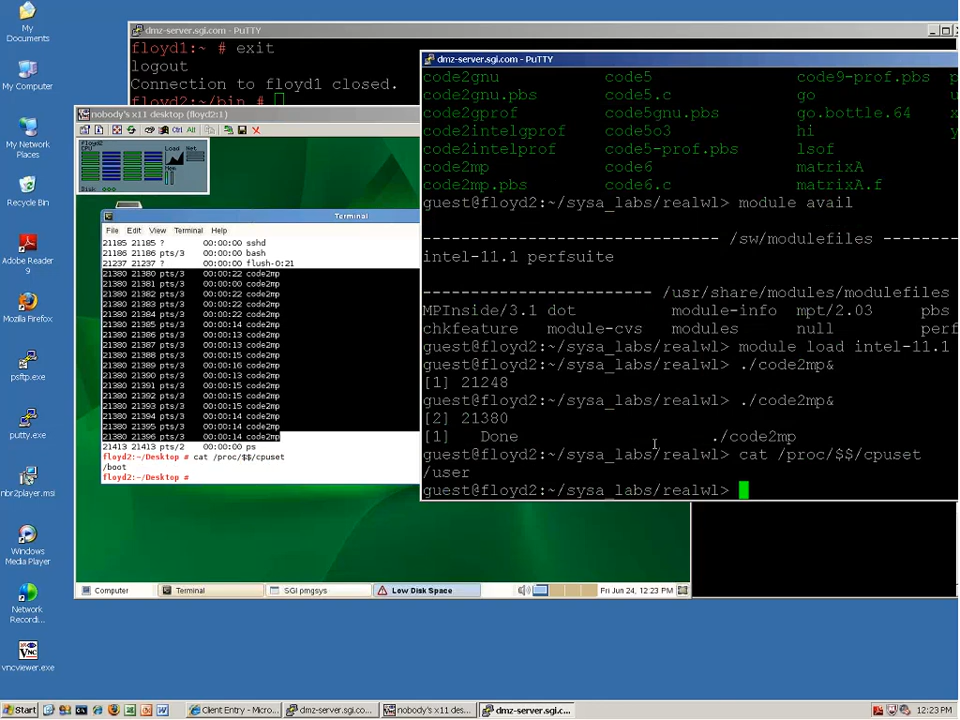 My
Documents
My Computer
My Network
Places
Recycle Bin
Adobe Reader
9
Mozilla Firefox
psftp.exe
putty.exe
nbr2player.msi
Windows
Media Player
Network
Recordi...
vncviewer.exe
dmz-server.sgi.com - PuTTY
floyd1:~ # exit
logout
Connection to floyd1 closed.
floyd2:~/bin #
nobody's x11 desktop (floyd2:1)
Ctrl Alt
floyd2
CPU
Load
Net
Mem
Disk
Terminal
File Edit View Terminal Help
21185 21185 ? 00:00:00 sshd
21186 21186 pts/3 00:00:00 bash
21237 21237 ? 00:00:00 flush-0:21
21380 21380 pts/3 00:00:22 code2mp
21380 21381 pts/3 00:00:00 code2mp
21380 21382 pts/3 00:00:22 code2mp
21380 21383 pts/3 00:00:22 code2mp
21380 21384 pts/3 00:00:22 code2mp
21380 21385 pts/3 00:00:14 code2mp
21380 21386 pts/3 00:00:13 code2mp
21380 21387 pts/3 00:00:13 code2mp
21380 21388 pts/3 00:00:15 code2mp
21380 21389 pts/3 00:00:16 code2mp
21380 21390 pts/3 00:00:13 code2mp
21380 21391 pts/3 00:00:15 code2mp
21380 21392 pts/3 00:00:15 code2mp
21380 21393 pts/3 00:00:15 code2mp
21380 21394 pts/3 00:00:14 code2mp
21380 21395 pts/3 00:00:14 code2mp
21380 21396 pts/3 00:00:14 code2mp
21413 21413 pts/2 00:00:00 ps
floyd2:~/Desktop # cat /proc/$$/cpuset
/boot
floyd2:~/Desktop #
Computer
Terminal
SGI pmgsys
Low Disk Space
Fri Jun 24, 12:23 PM
dmz-server.sgi.com - PuTTY
code2gnu code5 code9-prof.pbs p
code2gnu.pbs code5.c go
code2gprof code5gnu.pbs go.bottle.64
code2intelgprof code5o3 hi
code2intelprof code5-prof.pbs lsof
code2mp code6 matrixA
code2mp.pbs code6.c matrixA.f
guest@floyd2:~/sysa_labs/realwl> module avail
------------------------------- /sw/modulefiles --------
intel-11.1 perfsuite
------------------------ /usr/share/modules/modulefiles
MPInside/3.1 dot module-info mpt/2.03 pbs
chkfeature module-cvs modules null perf
guest@floyd2:~/sysa_labs/realwl> module load intel-11.1
guest@floyd2:~/sysa_labs/realwl> ./code2mp&
[1] 21248
guest@floyd2:~/sysa_labs/realwl> ./code2mp&
[2] 21380
[1] Done ./code2mp
guest@floyd2:~/sysa_labs/realwl> cat /proc/$$/cpuset
/user
guest@floyd2:~/sysa_labs/realwl>
Start
Client Entry - Micro...
dmz-server.sgi.co...
nobody's x11 des...
dmz-server.sgi.c...
12:23 PM